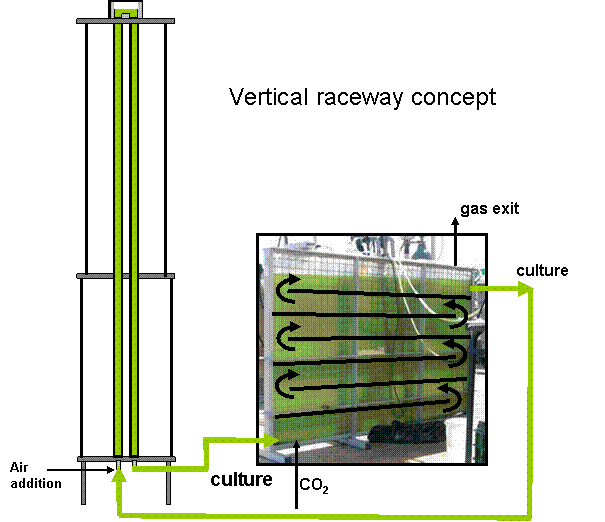 Vertical raceway concept
gas exit
culture
Air
addition
culture
CO₂